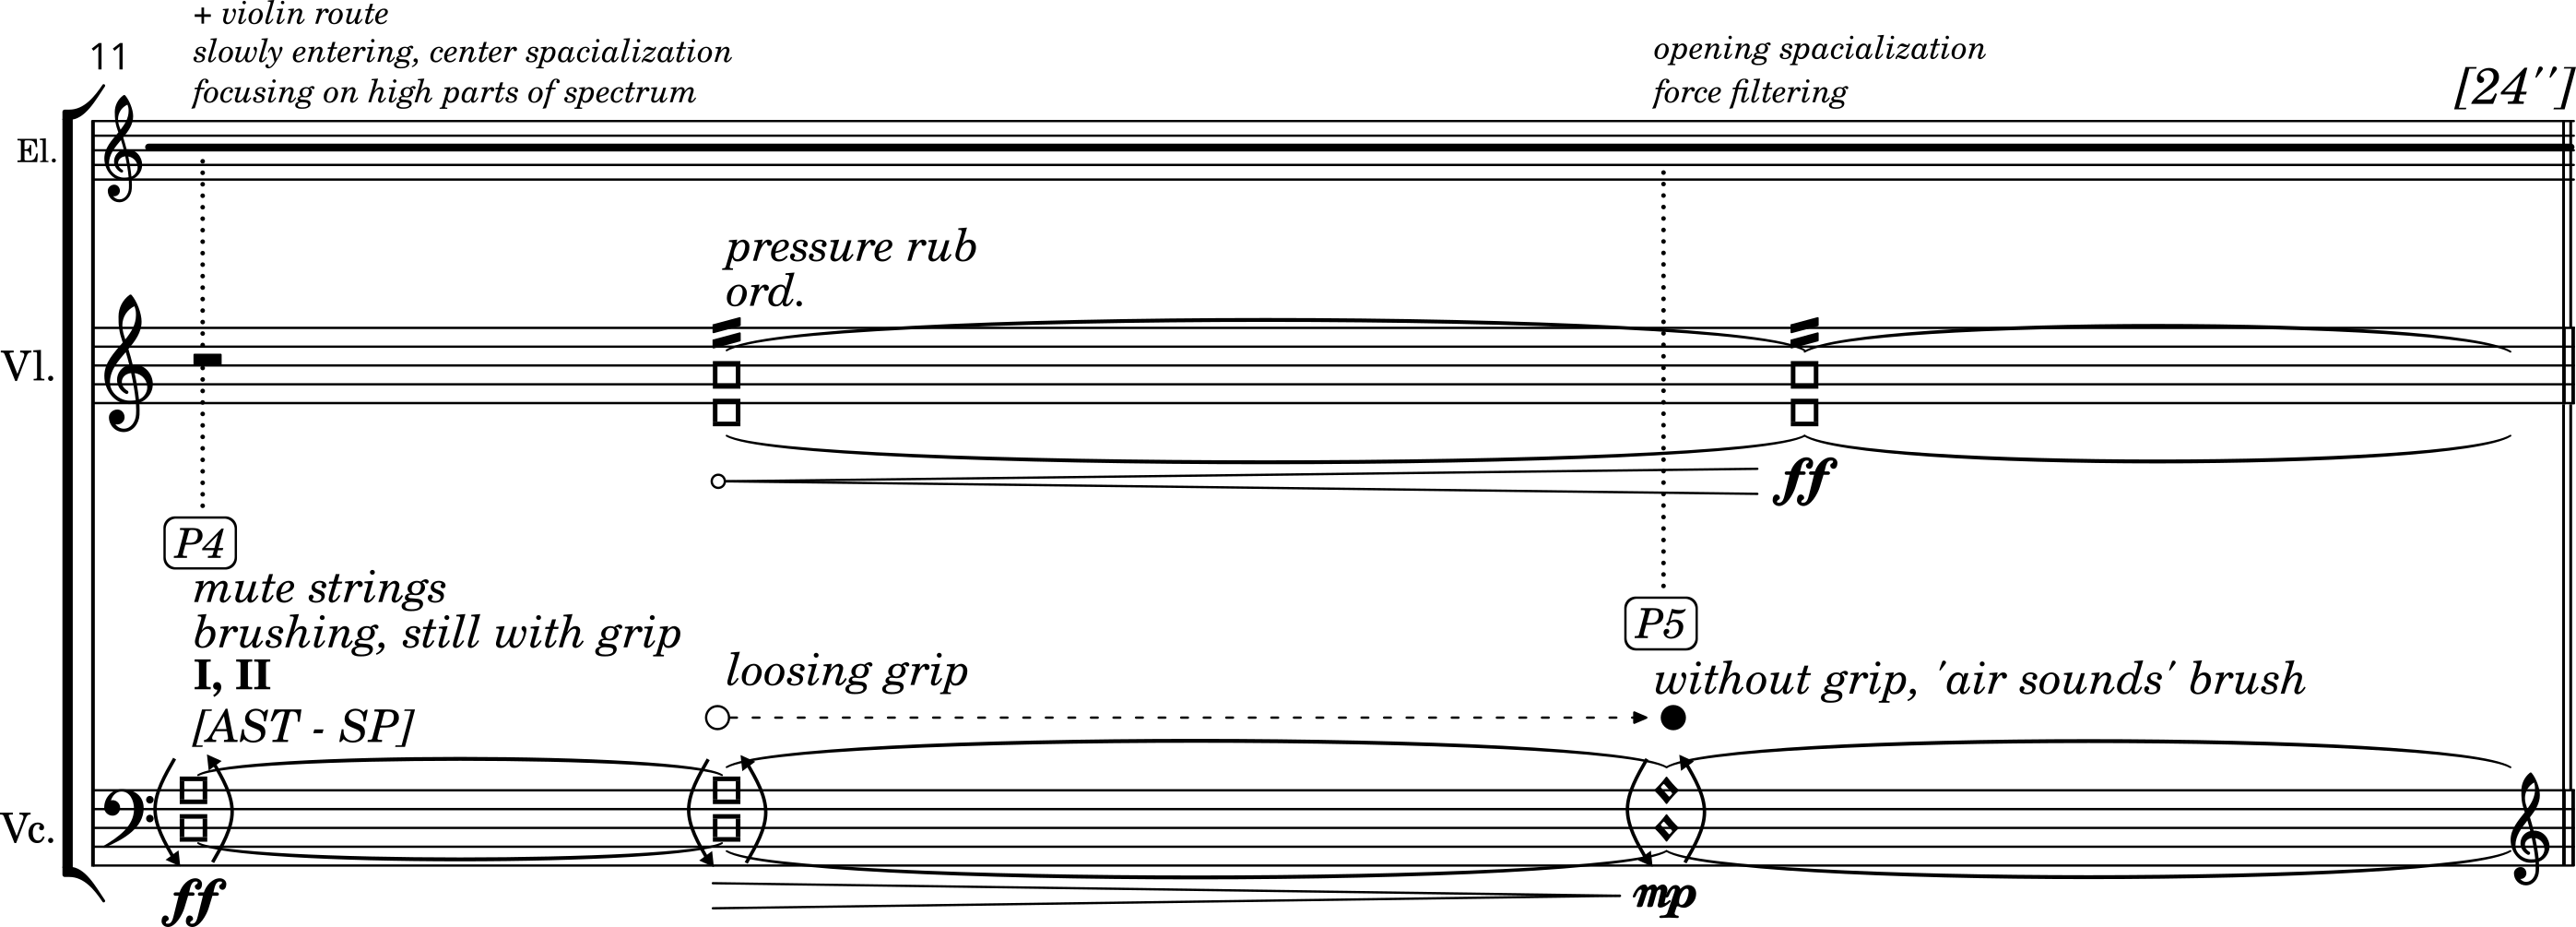 + violin route
11
slowly entering, center spacialization
focusing on high parts of spectrum
opening spacialization
force filtering
[24'']
El.
pressure rub
ord.
Vl.
ff
P4
mute strings
brushing, still with grip
I, II
[AST - SP]
loosing grip
P5
without grip, 'air sounds' brush
Vc.
ff
mp